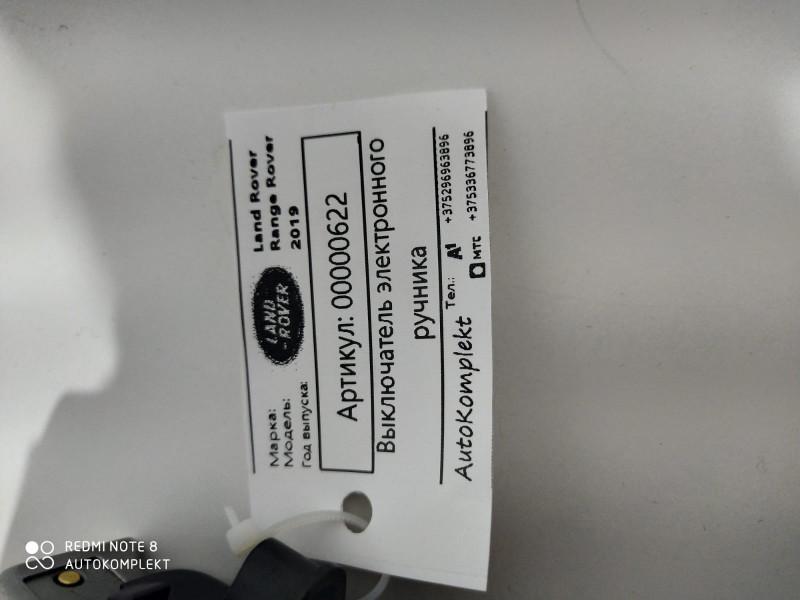 Марка: Land Rover
Модель: Range Rover
Год выпуска: 2019
LAND
-ROVER
Артикул: 00000622
Выключатель электронного
ручника
AutoKomplekt Тел.: A1 +375296963896
МТС +375336773896
REDMI NOTE 8
AUTOKOMPLEKT